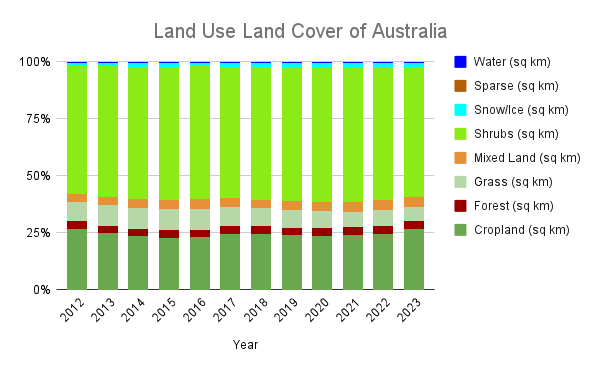 Land Use Land Cover of Australia
100%
75%
50%
25%
0%
2012
2013
2014
2015
2016
2017
2018
2019
2020
2021
2022
2023
Year
Water (sq km)
Sparse (sq km)
Snow/Ice (sq km)
Shrubs (sq km)
Mixed Land (sq km)
Grass (sq km)
Forest (sq km)
Cropland (sq km)